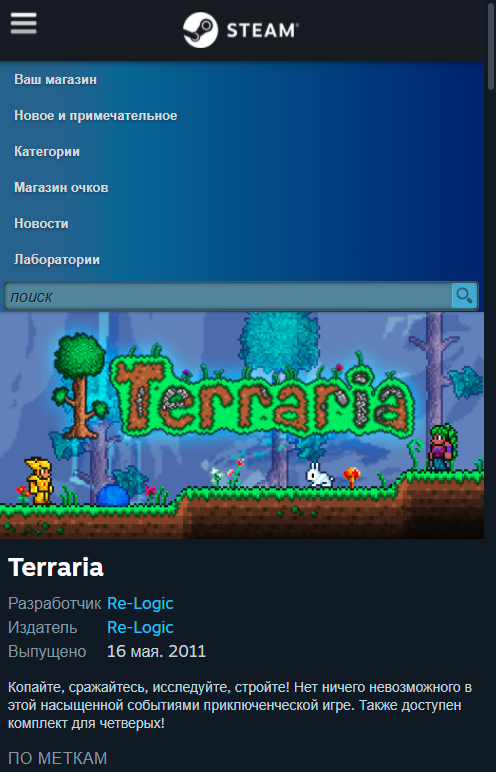 STEAM®
Ваш магазин
Новое и примечательное
Категории
Магазин очков
Новости
Лаборатории
поиск
Terraria
Terraria
Разработчик Re-Logic
Издатель Re-Logic
Выпущено 16 мая. 2011
Копайте, сражайтесь, исследуйте, стройте! Нет ничего невозможного в
этой насыщенной событиями приключенческой игре. Также доступен
комплект для четверых!
ПО МЕТКАМ